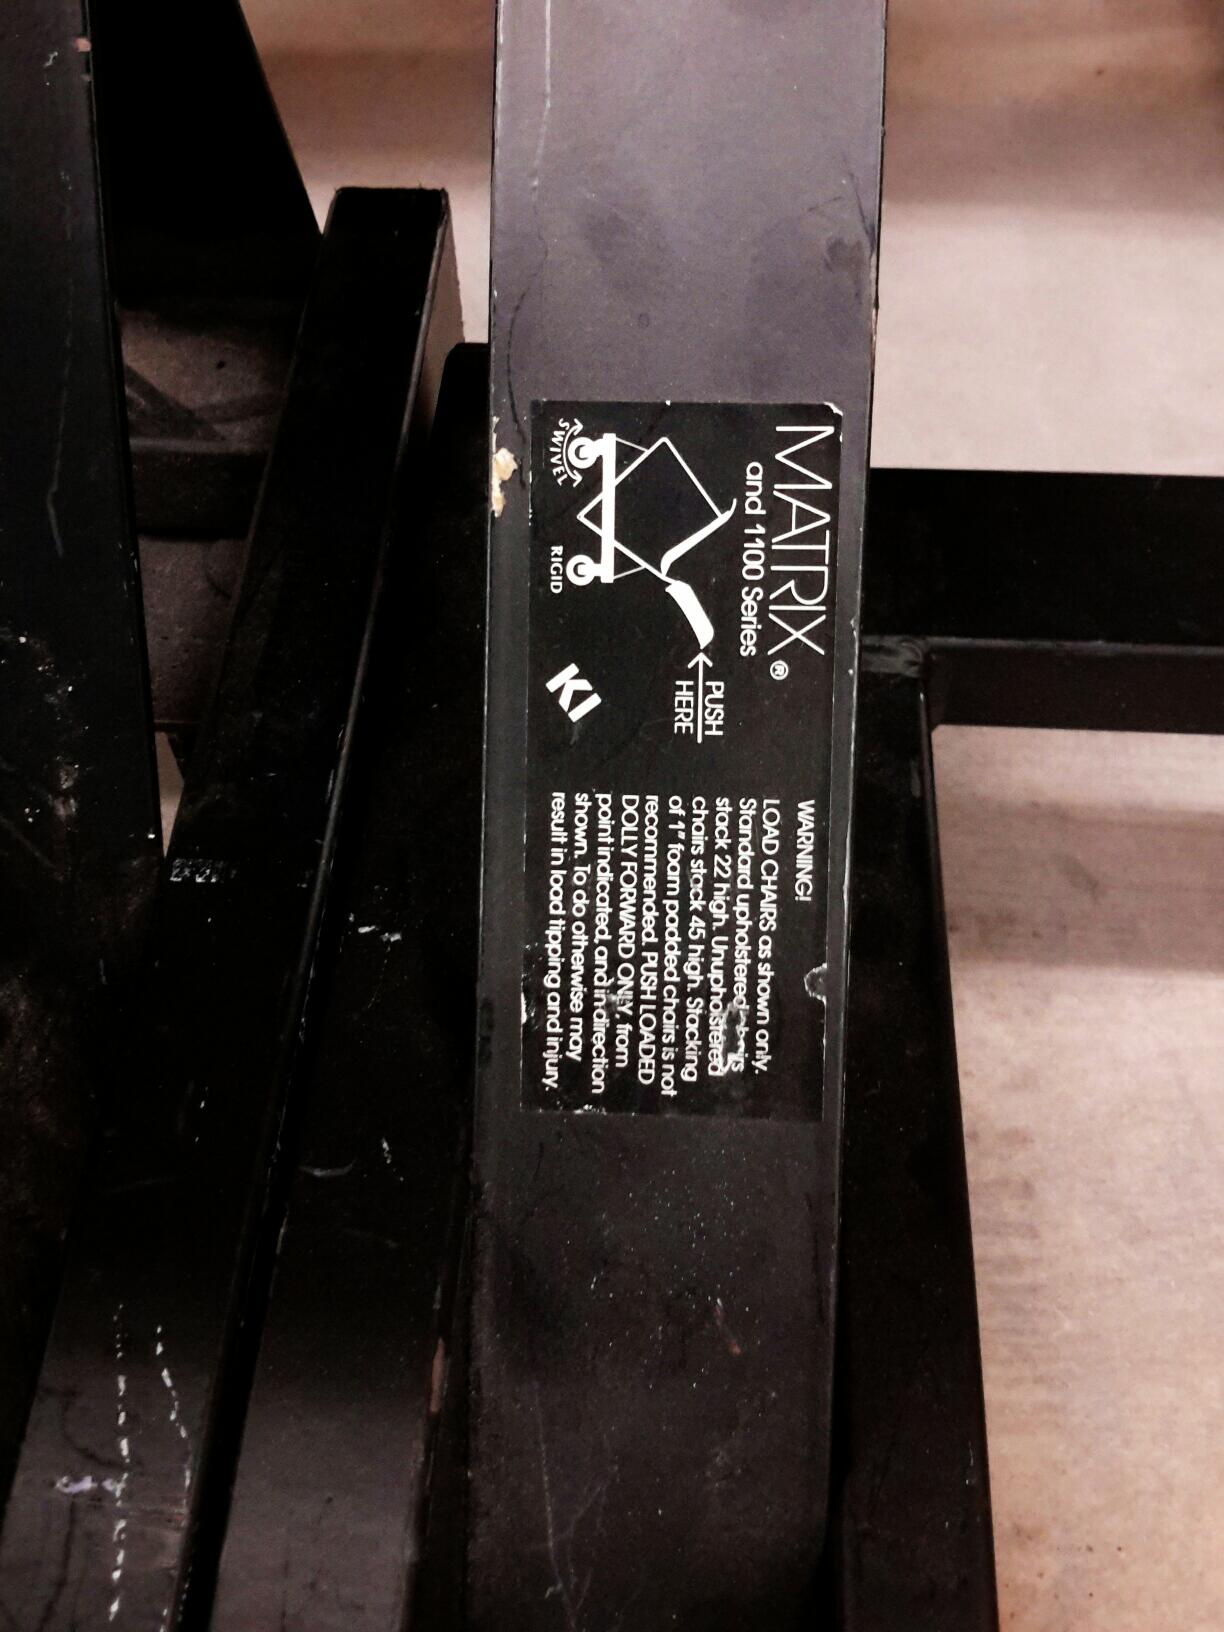 MATRIX®
and 1100 Series
PUSH
HERE
SWIVEL
RIGID
KI
WARNING!
LOAD CHAIRS as shown only.
Standard upholstered chairs
stack 22 high. Unupholstered
chairs stack 45 high. Stacking
of 1" foam padded chairs is not
recommended. PUSH LOADED
DOLLY FORWARD ONLY, from
point indicated, and in direction
shown. To do otherwise may
result in load tipping and injury.